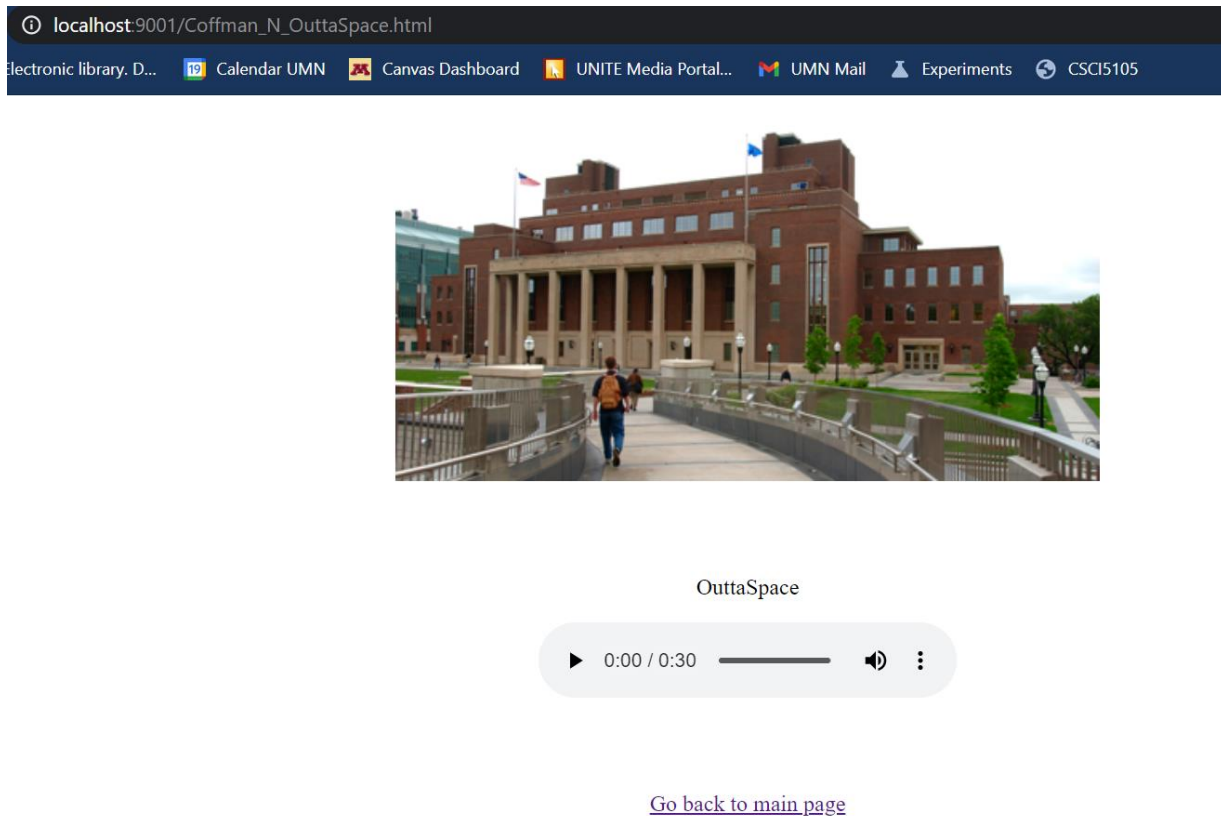 localhost:9001/Coffman_N_OuttaSpace.html
Electronic library. D... 19 Calendar UMN M Canvas Dashboard UNITE Media Portal... UMN Mail Experiments CSCI5105
OuttaSpace
0:00 / 0:30
Go back to main page